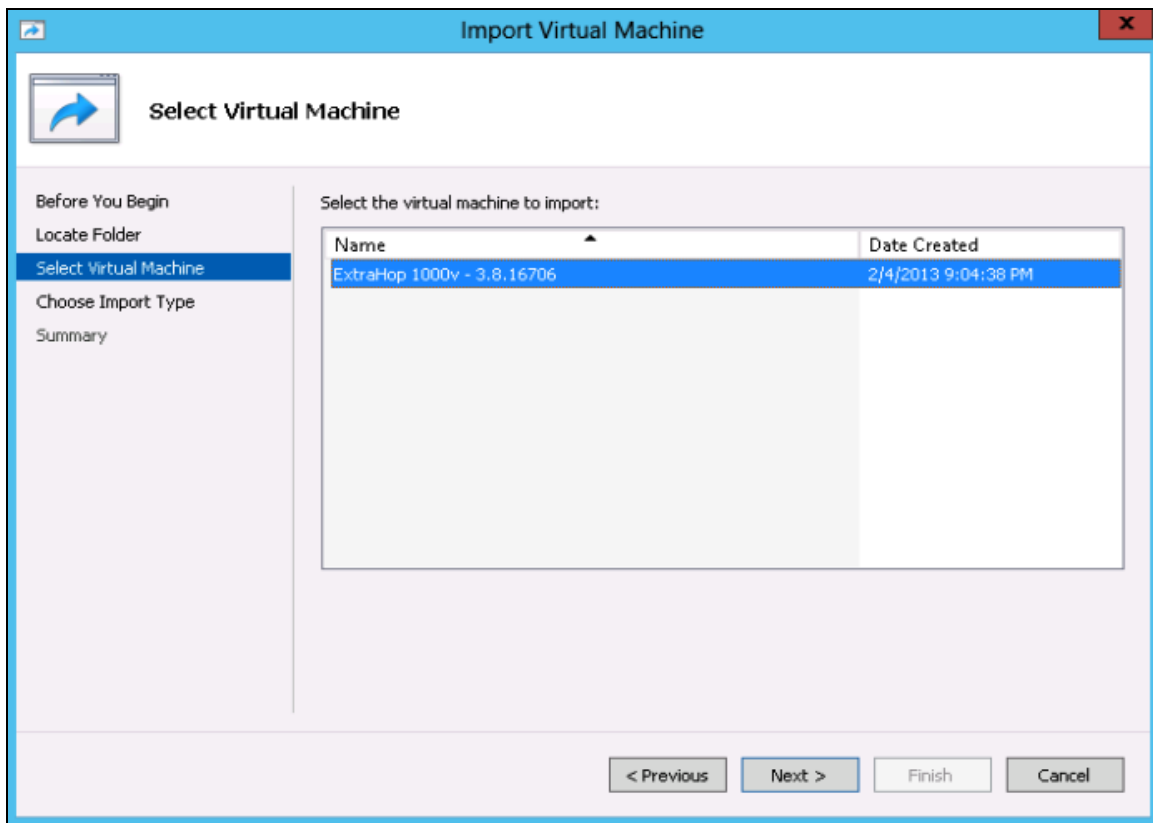 Import Virtual Machine
x
Select Virtual Machine
Before You Begin
Locate Folder
Select Virtual Machine
Choose Import Type
Summary
Select the virtual machine to import:
Name Date Created
ExtraHop 1000v - 3.8.16706 2/4/2013 9:04:38 PM
< Previous Next > Finish Cancel